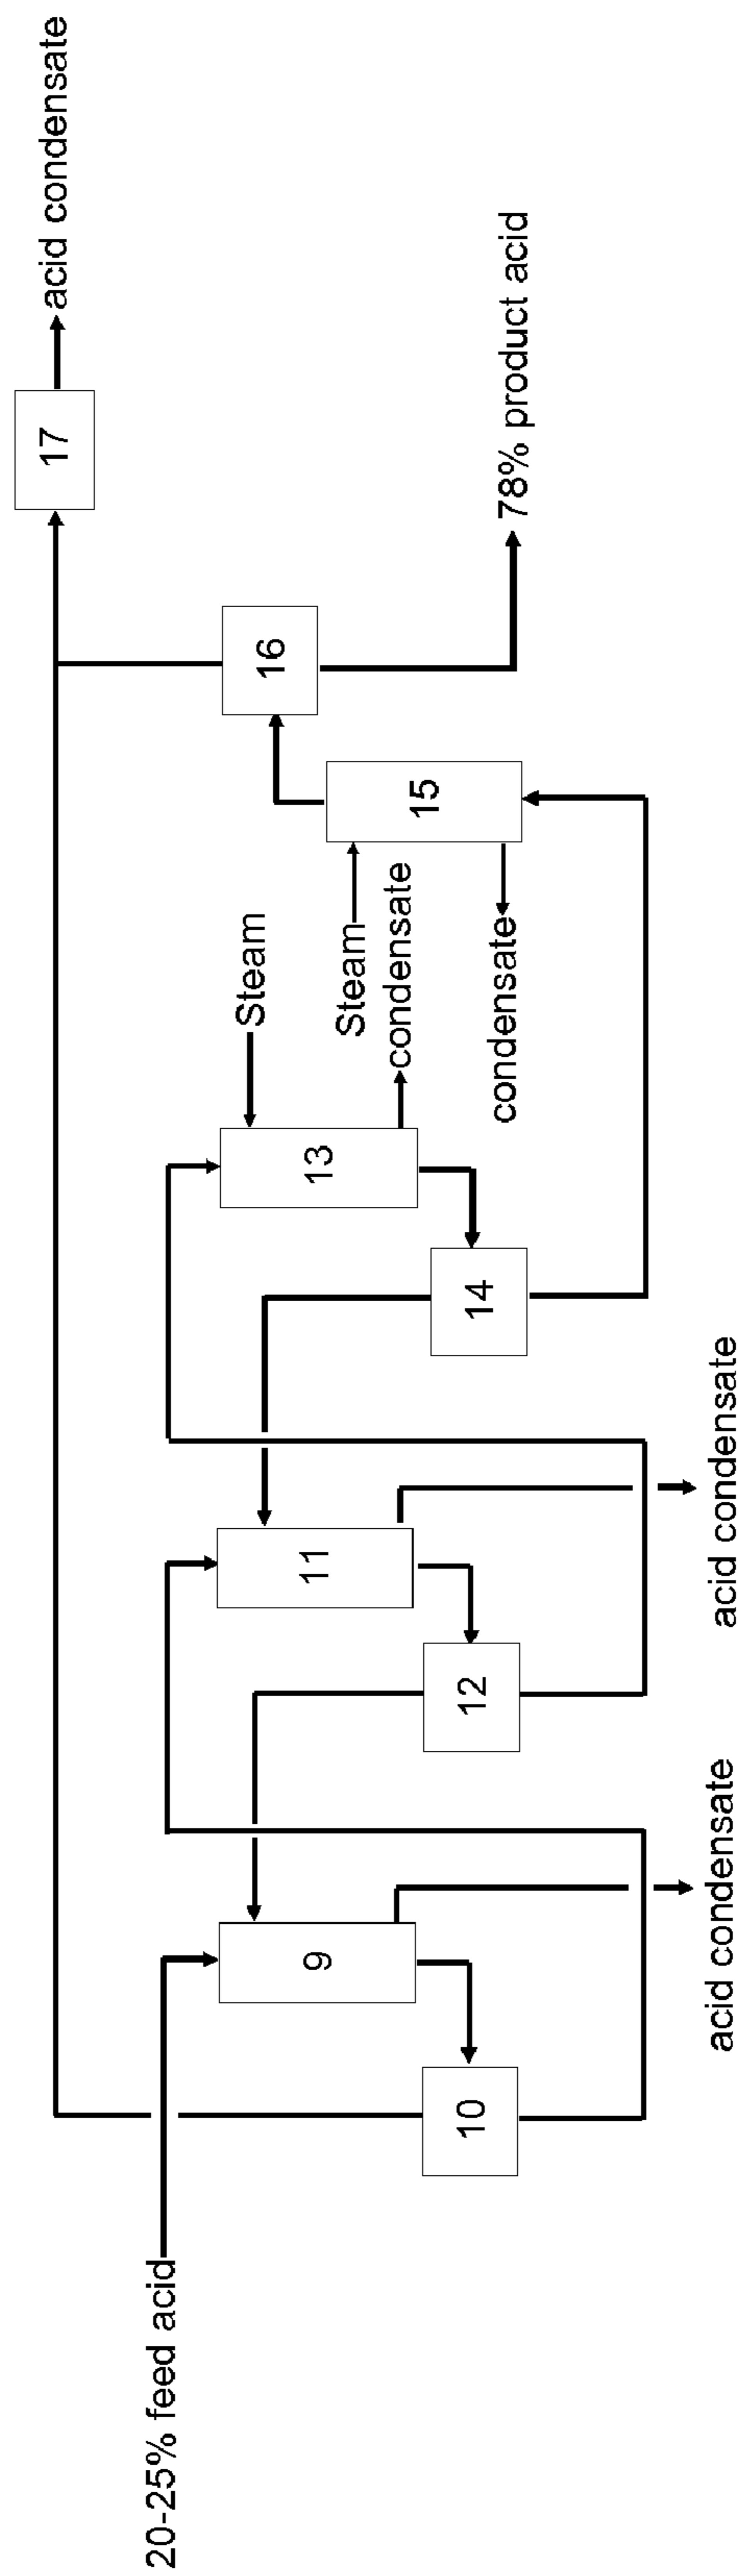 20-25% feed acid
10
9
acid condensate
12
11
acid condensate
14
13
Steam
condensate
Steam
condensate
15
16
78% product acid
17
acid condensate